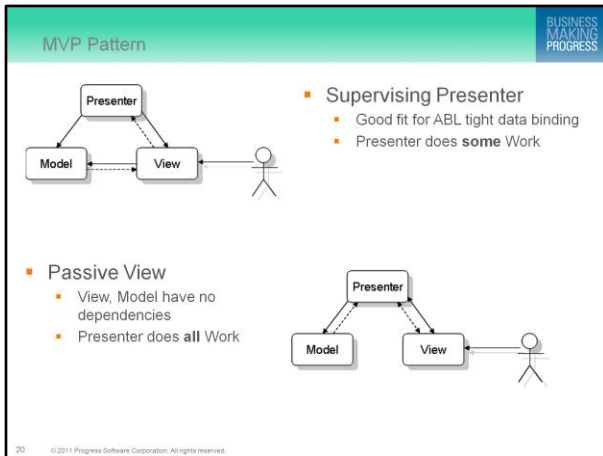 MVP Pattern
BUSINESS
MAKING
PROGRESS™
Presenter
Model
View
▪ Supervising Presenter
▪ Good fit for ABL tight data binding
▪ Presenter does some Work
▪ Passive View
▪ View, Model have no
dependencies
▪ Presenter does all Work
Presenter
Model
View
20
© 2011 Progress Software Corporation. All rights reserved.